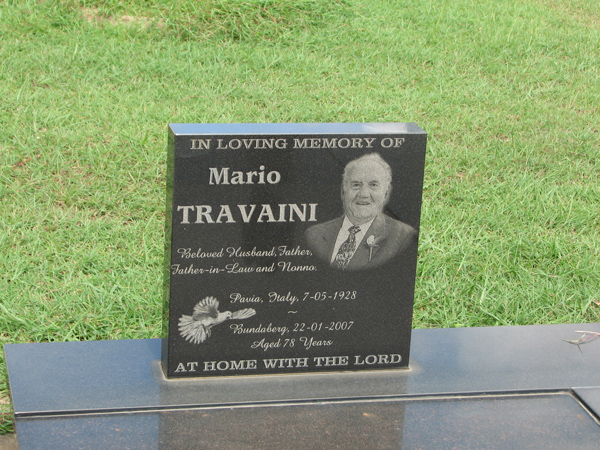 IN LOVING MEMORY OF
Mario
TRAVAINI
Beloved Husband, Father,
Father-in-Law and Nonno.
Pavia, Italy, 7-05-1928
~
Bundaberg, 22-01-2007
Aged 78 Years
AT HOME WITH THE LORD